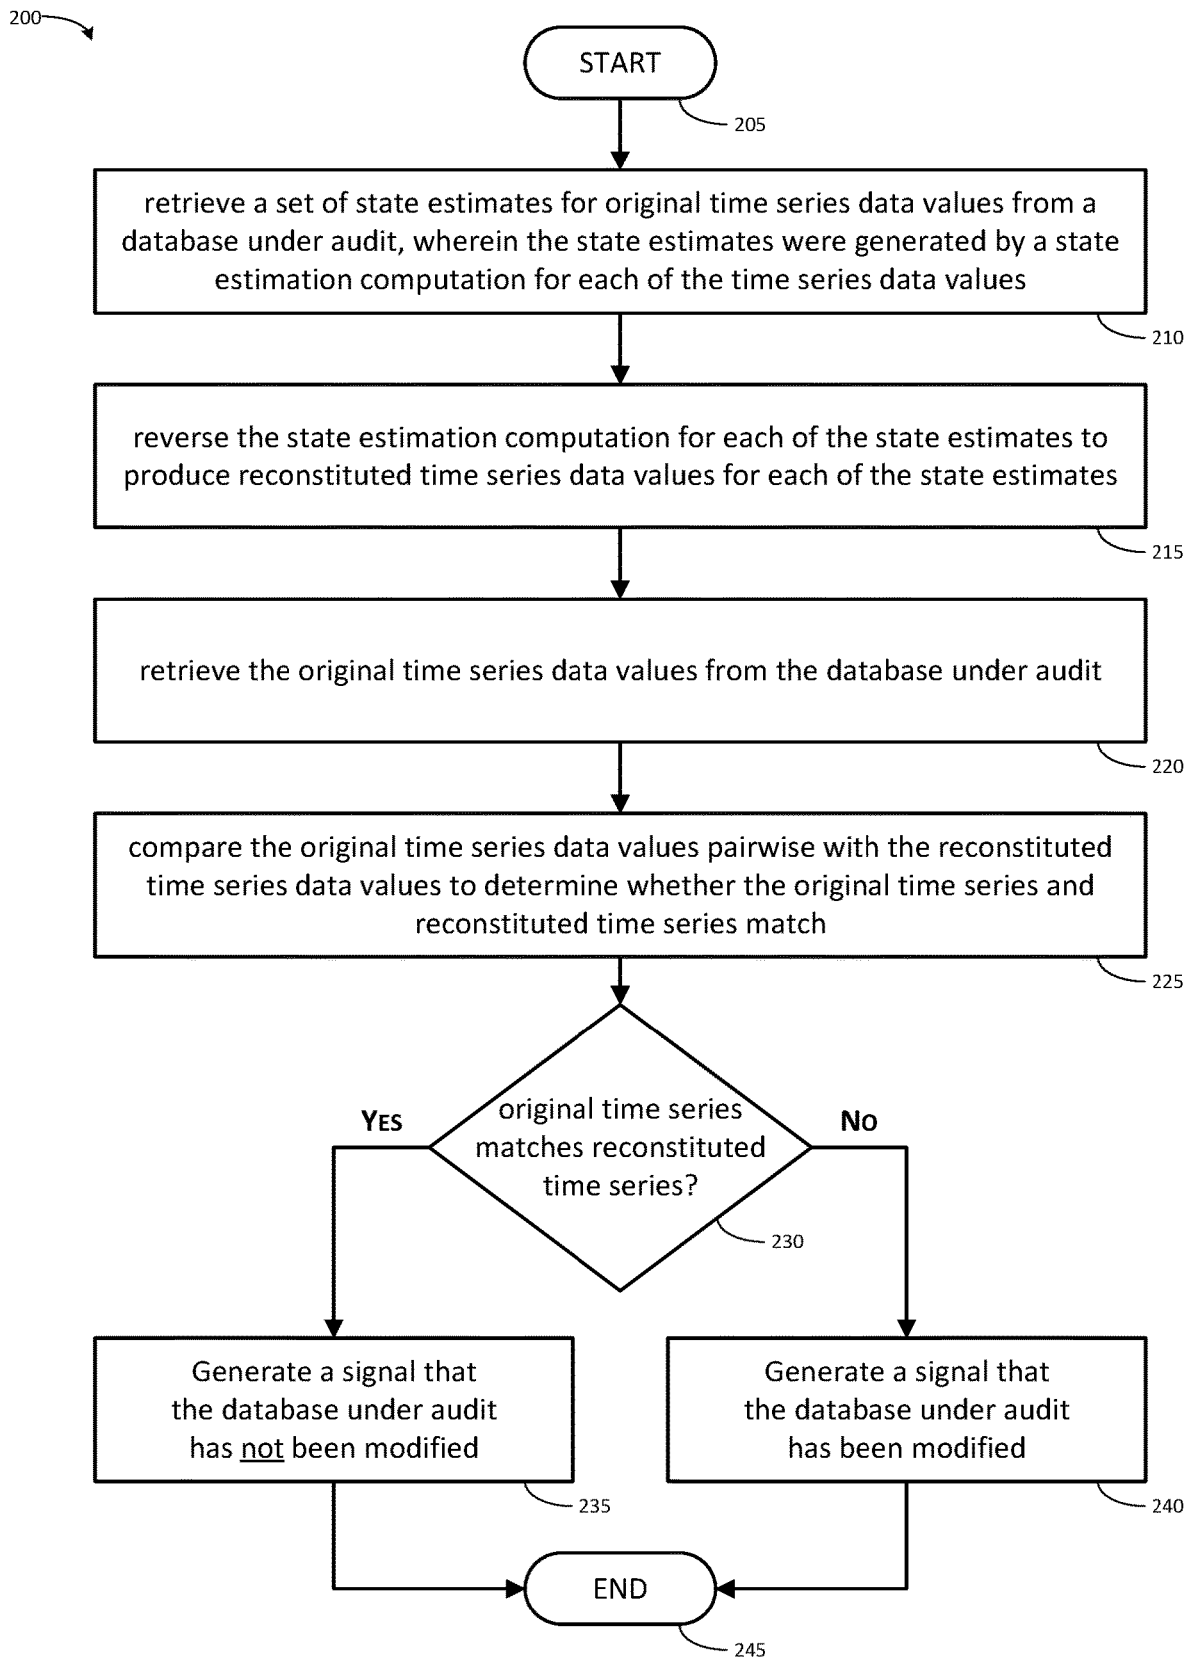 200
START
205
retrieve a set of state estimates for original time series data values from a
database under audit, wherein the state estimates were generated by a state
estimation computation for each of the time series data values
210
reverse the state estimation computation for each of the state estimates to
produce reconstituted time series data values for each of the state estimates
215
retrieve the original time series data values from the database under audit
220
compare the original time series data values pairwise with the reconstituted
time series data values to determine whether the original time series and
reconstituted time series match
225
original time series
matches reconstituted
time series?
YES
NO
230
Generate a signal that
the database under audit
has not been modified
235
Generate a signal that
the database under audit
has been modified
240
END
245